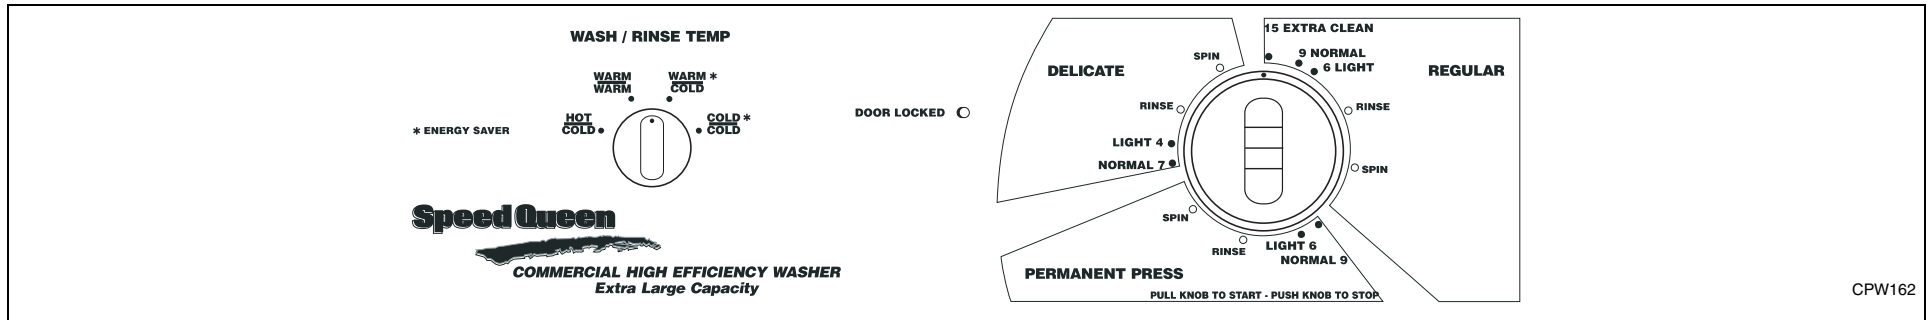 WASH / RINSE TEMP
WARM
WARM
WARM *
COLD
HOT
COLD
COLD *
COLD
* ENERGY SAVER
Speed Queen
COMMERCIAL HIGH EFFICIENCY WASHER
Extra Large Capacity
DOOR LOCKED
DELICATE
SPIN
RINSE
LIGHT 4
NORMAL 7
15 EXTRA CLEAN
9 NORMAL
6 LIGHT
REGULAR
RINSE
SPIN
SPIN
RINSE
LIGHT 6
NORMAL 9
PERMANENT PRESS
PULL KNOB TO START - PUSH KNOB TO STOP
CPW162